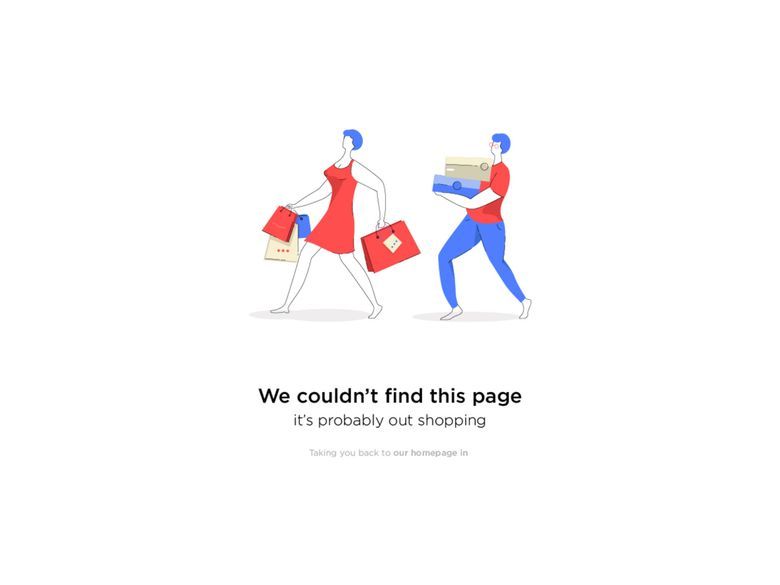 We couldn’t find this page
it’s probably out shopping
Taking you back to our homepage in